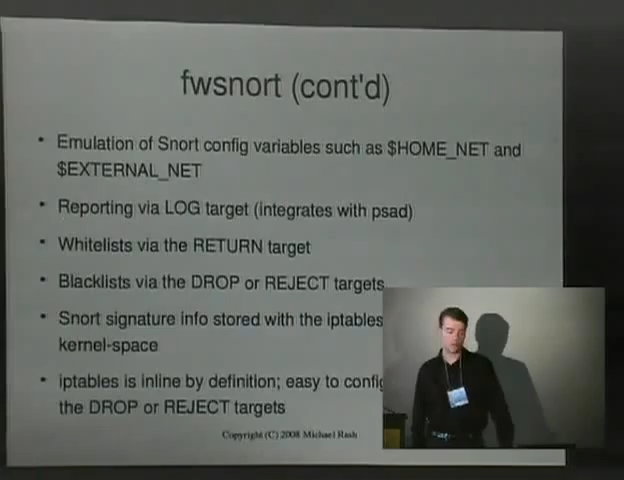 fwsnort (cont'd)
• Emulation of Snort config variables such as $HOME_NET and
$EXTERNAL_NET
• Reporting via LOG target (integrates with psad)
• Whitelists via the RETURN target
• Blacklists via the DROP or REJECT targets
• Snort signature info stored with the iptables
kernel-space
• iptables is inline by definition; easy to
the DROP or REJECT targets
Copyright (C) 2008 Michael Rash